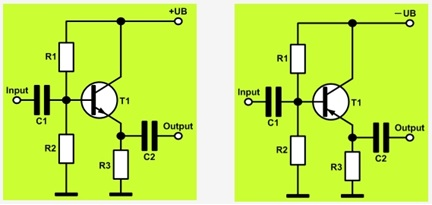 +UB
R1
Input
T1
C1
Output
R2
C2
R3
−UB
R1
Input
T1
C1
Output
R2
C2
R3